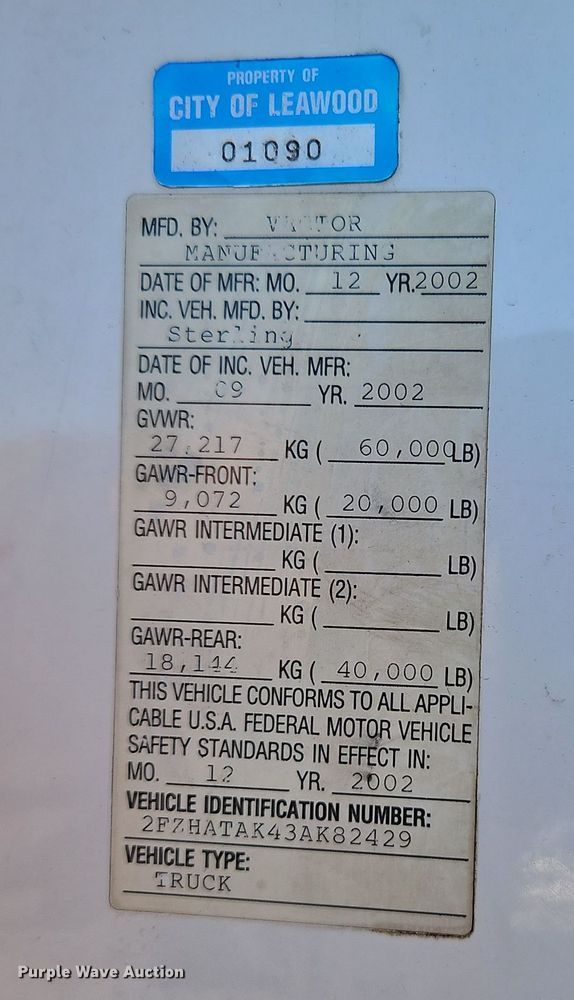 PROPERTY OF
CITY OF LEAWOOD
01090
MFD. BY: VACTOR
MANUFACTURING
DATE OF MFR: MO. 12 YR. 2002
INC. VEH. MFD. BY:
Sterling
DATE OF INC. VEH. MFR:
MO. 09 YR. 2002
GVWR:
27,217 KG ( 60,000 LB)
GAWR-FRONT:
9,072 KG ( 20,000 LB)
GAWR INTERMEDIATE (1):
KG ( LB)
GAWR INTERMEDIATE (2):
KG ( LB)
GAWR-REAR:
18,144 KG ( 40,000 LB)
THIS VEHICLE CONFORMS TO ALL APPLI-
CABLE U.S.A. FEDERAL MOTOR VEHICLE
SAFETY STANDARDS IN EFFECT IN:
MO. 12 YR. 2002
VEHICLE IDENTIFICATION NUMBER:
2FZHATAK43AK82429
VEHICLE TYPE:
TRUCK
Purple Wave Auction